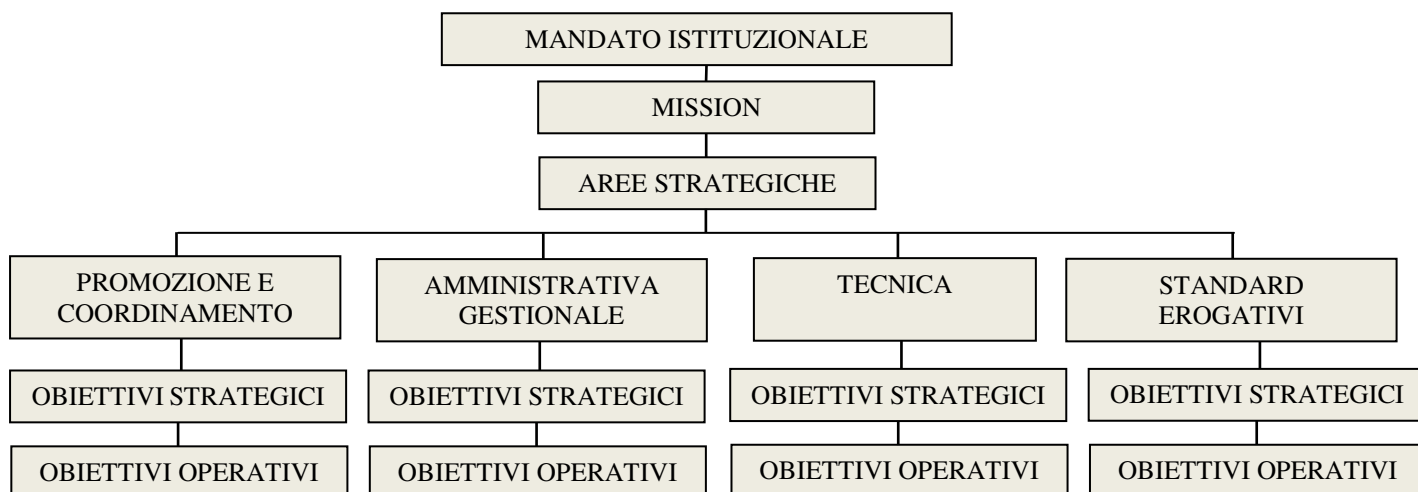 MANDATO ISTITUZIONALE
MISSION
AREE STRATEGICHE
PROMOZIONE E
COORDINAMENTO
AMMINISTRATIVA
GESTIONALE
TECNICA
STANDARD
EROGATIVI
OBIETTIVI STRATEGICI
OBIETTIVI STRATEGICI
OBIETTIVI STRATEGICI
OBIETTIVI STRATEGICI
OBIETTIVI OPERATIVI
OBIETTIVI OPERATIVI
OBIETTIVI OPERATIVI
OBIETTIVI OPERATIVI